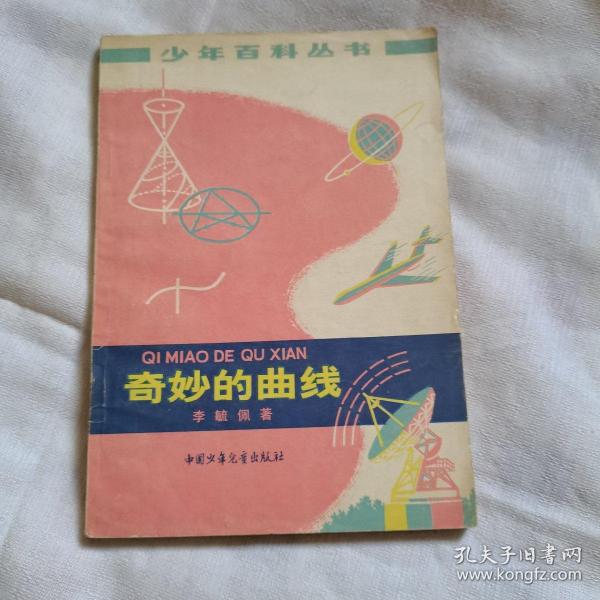 少年百科丛书
QI MIAO DE QU XIAN
奇妙的曲线
李毓佩 著
中国少年儿童出版社
孔夫子旧书网
www.kongfz.com